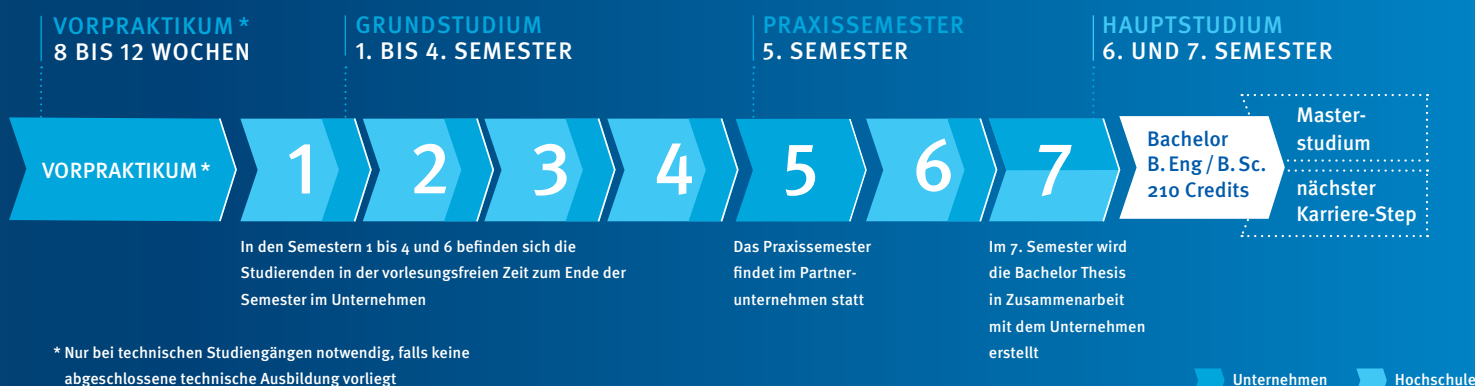 VORPRAKTIKUM *
8 BIS 12 WOCHEN
GRUNDSTUDIUM
1. BIS 4. SEMESTER
PRAXISSEMESTER
5. SEMESTER
HAUPTSTUDIUM
6. UND 7. SEMESTER
VORPRAKTIKUM *
1
2
3
4
5
6
7
Bachelor
B. Eng / B. Sc.
210 Credits
Master-
studium
nächster
Karriere-Step
In den Semestern 1 bis 4 und 6 befinden sich die
Studierenden in der vorlesungsfreien Zeit zum Ende der
Semester im Unternehmen
Das Praxissemester
findet im Partner-
unternehmen statt
Im 7. Semester wird
die Bachelor Thesis
in Zusammenarbeit
mit dem Unternehmen
erstellt
* Nur bei technischen Studiengängen notwendig, falls keine
abgeschlossene technische Ausbildung vorliegt
Unternehmen
Hochschule